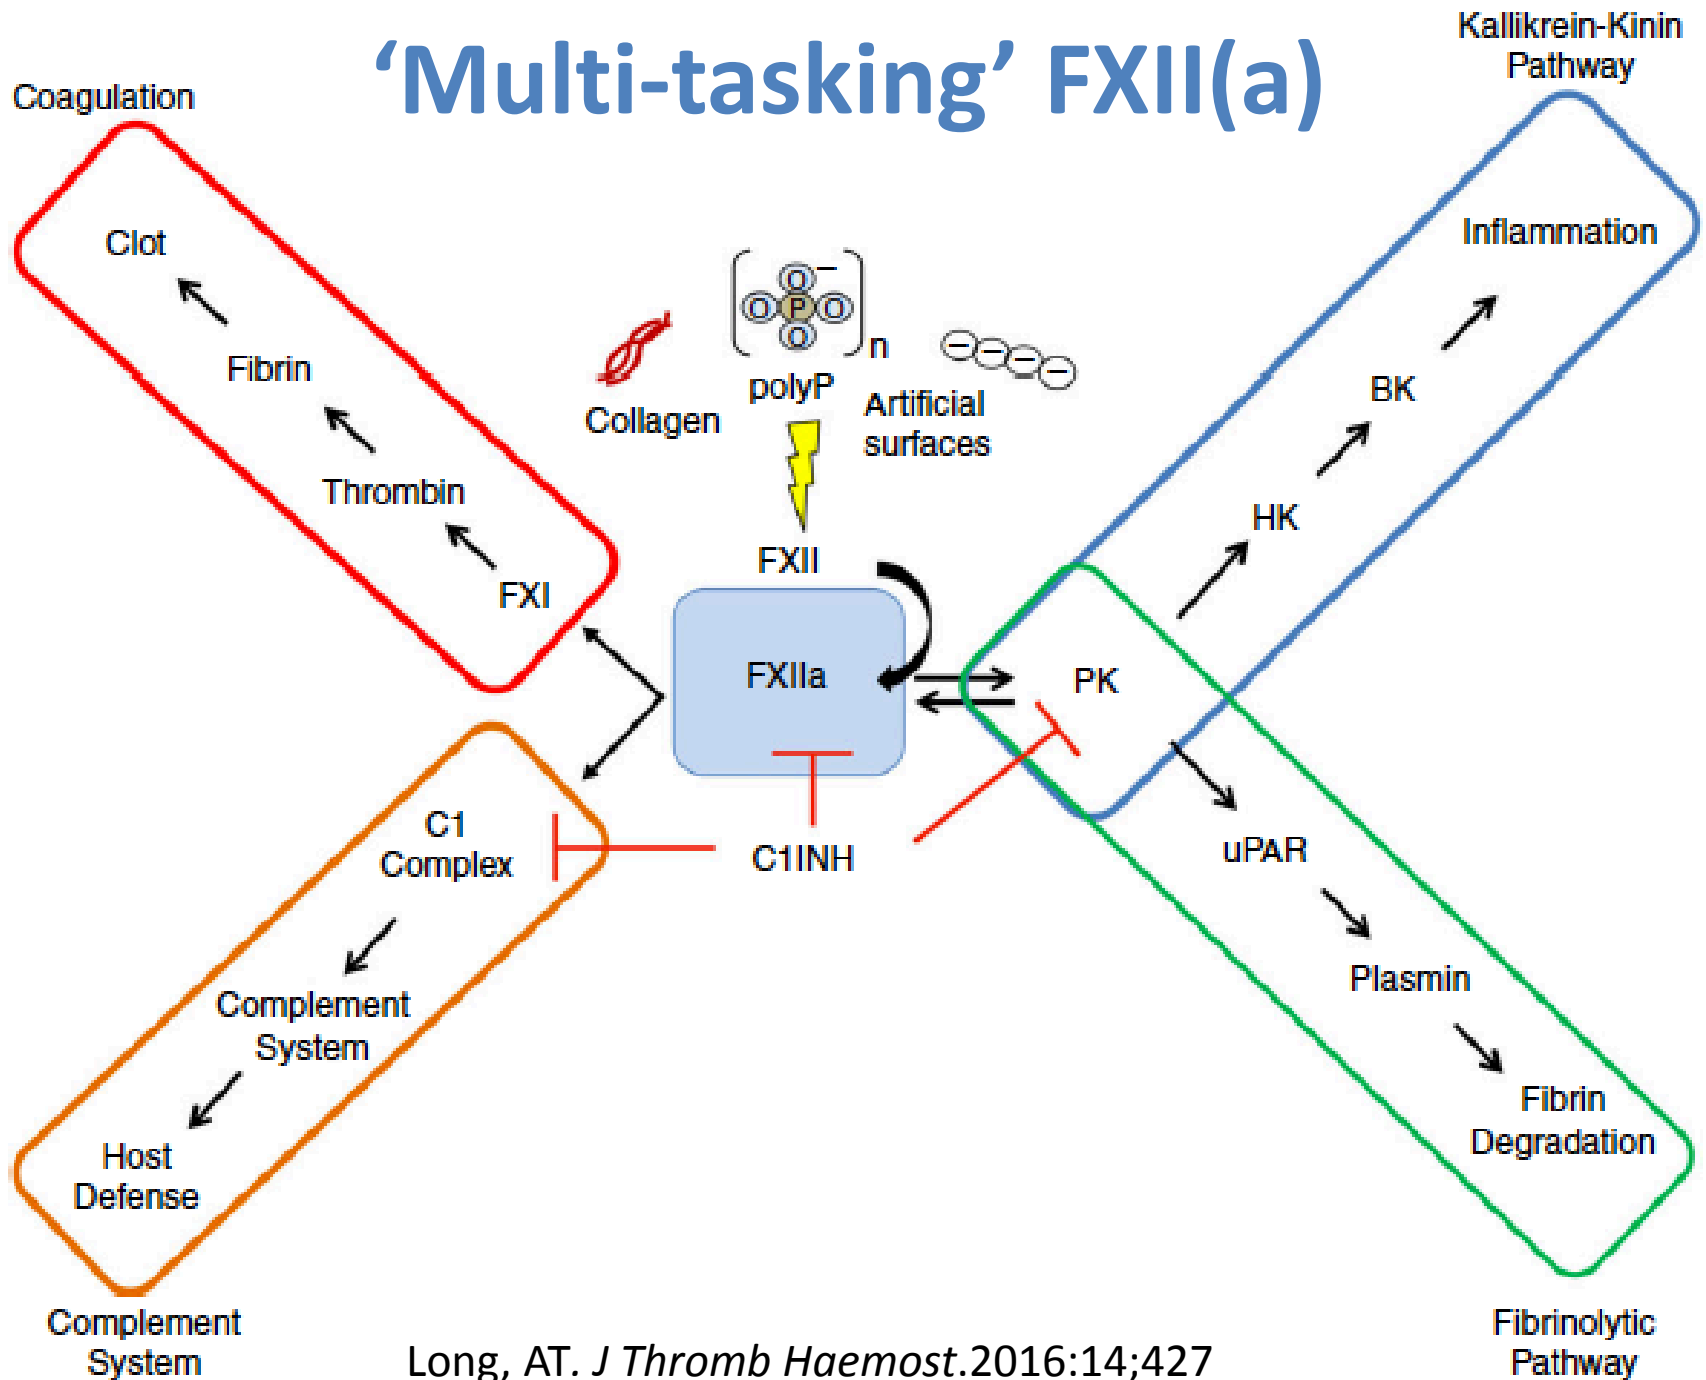 ‘Multi-tasking’ FXII(a)
Coagulation
Clot
Fibrin
Thrombin
FXI
Kallikrein-Kinin
Pathway
Inflammation
BK
HK
PK
O
−
O
P
O
O
n
polyP
Collagen
Artificial
surfaces
− − − −
FXII
FXIIa
C1INH
C1
Complex
Complement
System
Host
Defense
Complement
System
uPAR
Plasmin
Fibrin
Degradation
Fibrinolytic
Pathway
Long, AT. J Thromb Haemost.2016:14;427